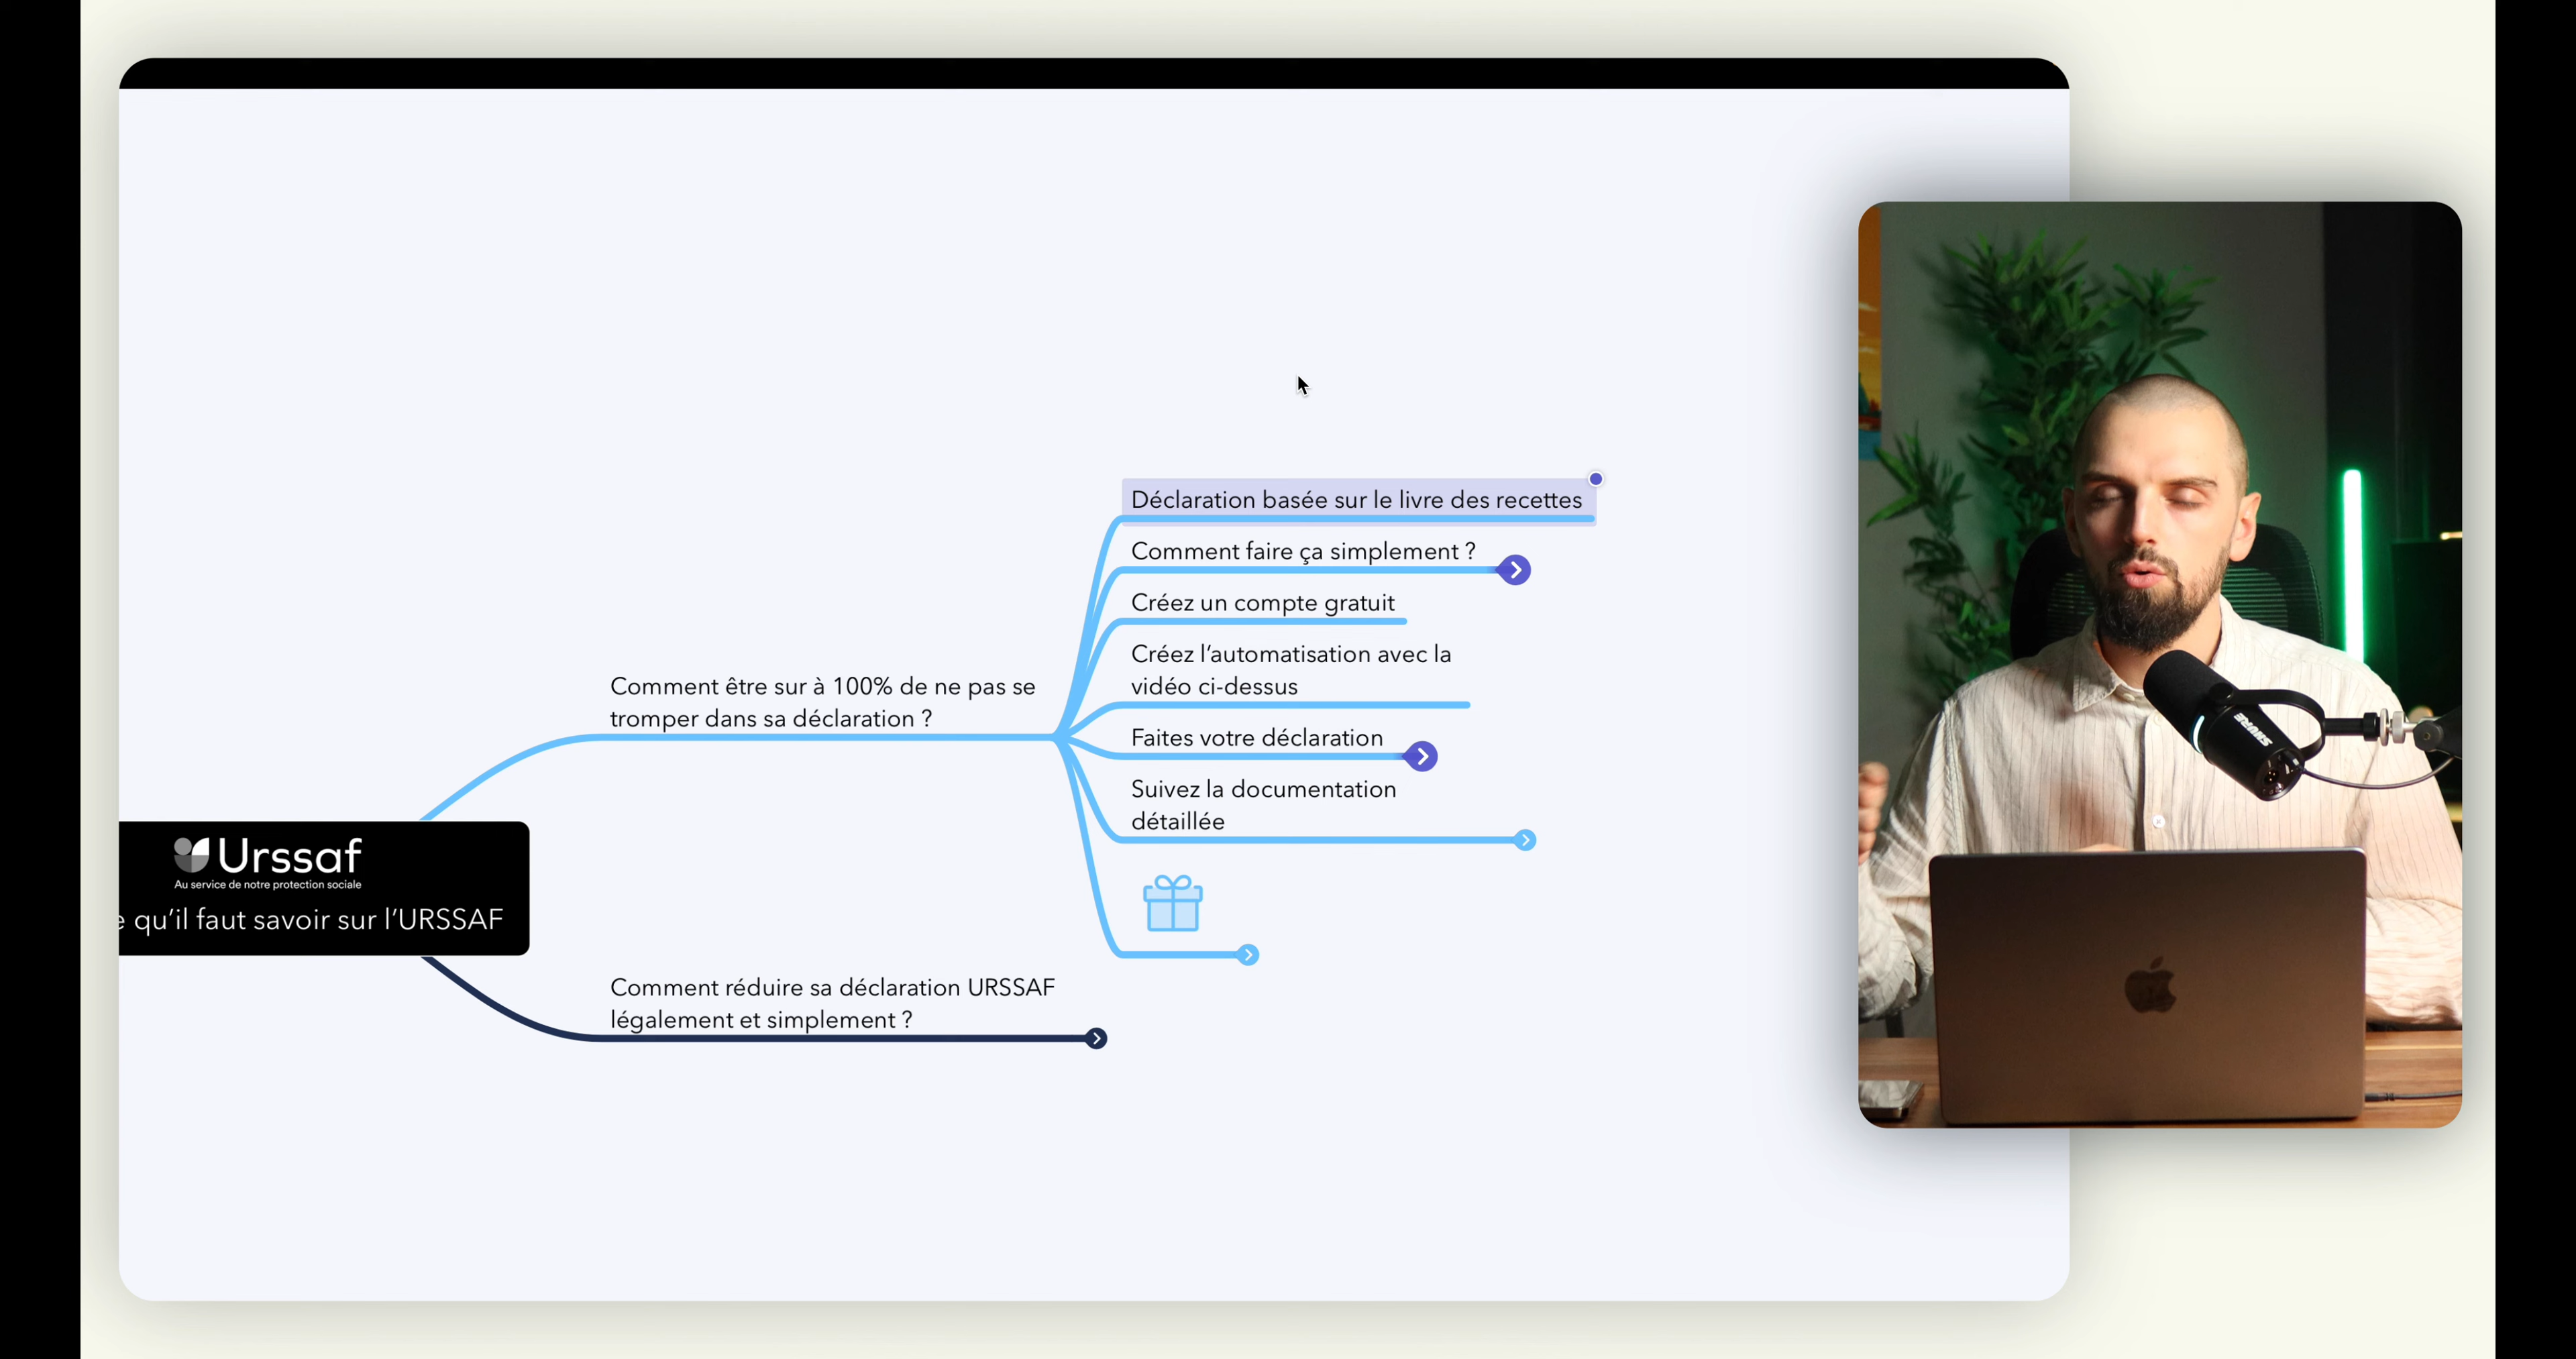 Déclaration basée sur le livre des recettes
Comment faire ça simplement ?
Créez un compte gratuit
Créez l’automatisation avec la
vidéo ci-dessus
Comment être sur à 100% de ne pas se
tromper dans sa déclaration ?
Faites votre déclaration
Suivez la documentation
détaillée
Urssaf
Au service de notre protection sociale
e qu’il faut savoir sur l’URSSAF
Comment réduire sa déclaration URSSAF
légalement et simplement ?
SHURE